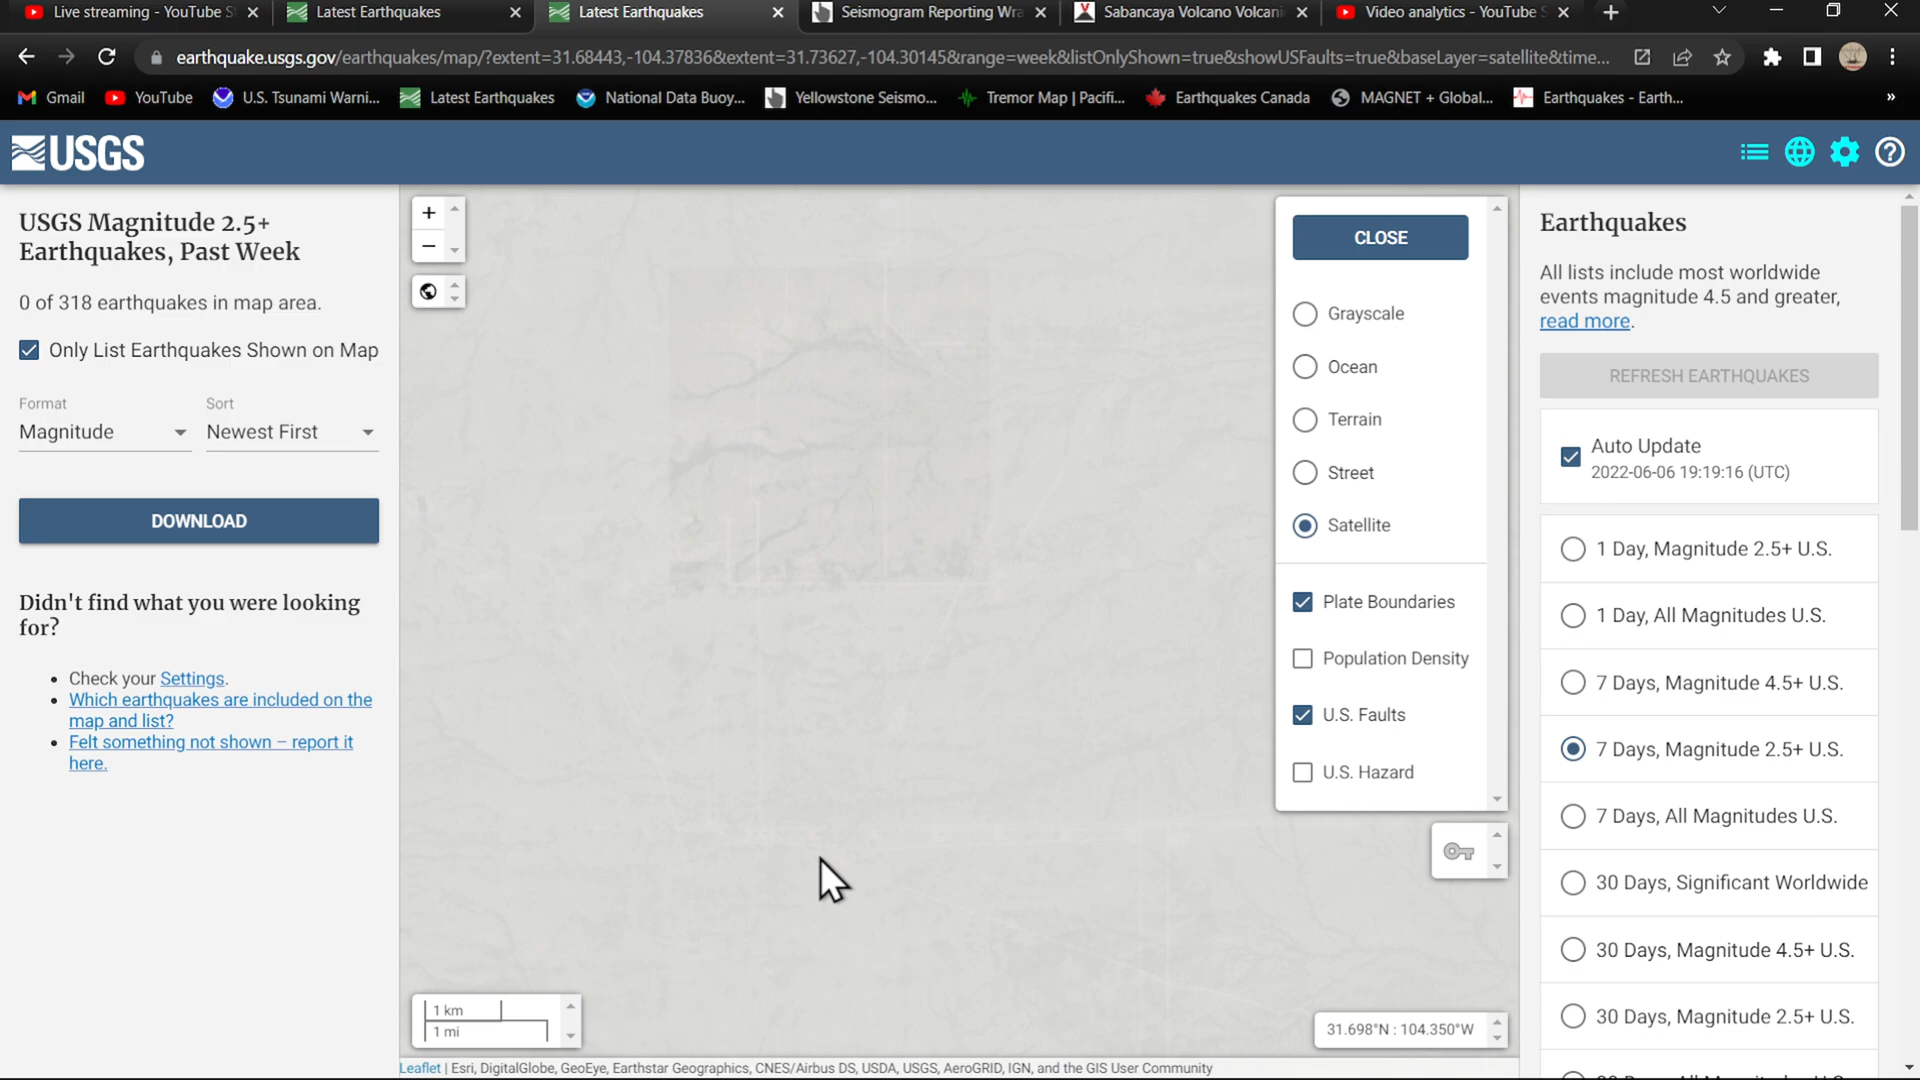 Live streaming - YouTube S
Latest Earthquakes
Latest Earthquakes
Seismogram Reporting Wra
Sabancaya Volcano Volcani
Video analytics - YouTube S
earthquake.usgs.gov/earthquakes/map/?extent=31.68443,-104.37836&extent=31.73627,-104.30145&range=week&listOnlyShown=true&showUSFaults=true&baseLayer=satellite&time...
Gmail
YouTube
U.S. Tsunami Warni...
Latest Earthquakes
National Data Buoy...
Yellowstone Seismo...
Tremor Map | Pacifi...
Earthquakes Canada
MAGNET + Global...
Earthquakes - Earth...
»
USGS
USGS Magnitude 2.5+
Earthquakes, Past Week
0 of 318 earthquakes in map area.
Only List Earthquakes Shown on Map
Format
Magnitude
Sort
Newest First
DOWNLOAD
Didn't find what you were looking
for?
• Check your Settings.
• Which earthquakes are included on the
map and list?
• Felt something not shown – report it
here.
+
−
CLOSE
Grayscale
Ocean
Terrain
Street
Satellite
Plate Boundaries
Population Density
U.S. Faults
U.S. Hazard
1 km
1 mi
31.698°N : 104.350°W
Leaflet | Esri, DigitalGlobe, GeoEye, Earthstar Geographics, CNES/Airbus DS, USDA, USGS, AeroGRID, IGN, and the GIS User Community
Earthquakes
All lists include most worldwide
events magnitude 4.5 and greater,
read more.
REFRESH EARTHQUAKES
Auto Update
2022-06-06 19:19:16 (UTC)
1 Day, Magnitude 2.5+ U.S.
1 Day, All Magnitudes U.S.
7 Days, Magnitude 4.5+ U.S.
7 Days, Magnitude 2.5+ U.S.
7 Days, All Magnitudes U.S.
30 Days, Significant Worldwide
30 Days, Magnitude 4.5+ U.S.
30 Days, Magnitude 2.5+ U.S.